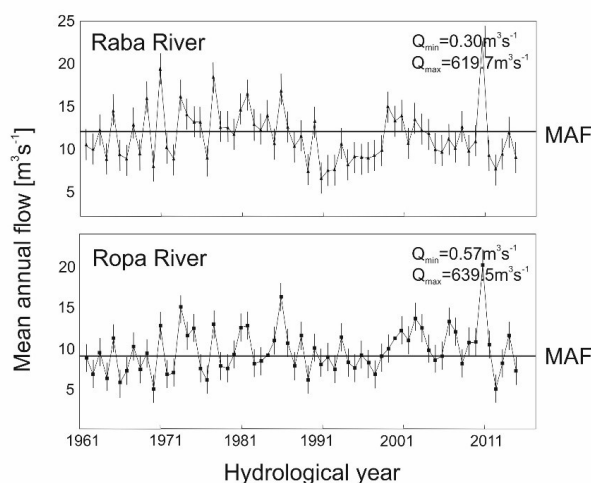 Mean annual flow [m³s⁻¹]
25
20
15
10
5
Raba River
Qmin=0.30m³s⁻¹
Qmax=619.7m³s⁻¹
MAF
20
15
10
5
Ropa River
Qmin=0.57m³s⁻¹
Qmax=639.5m³s⁻¹
MAF
1961 1971 1981 1991 2001 2011
Hydrological year